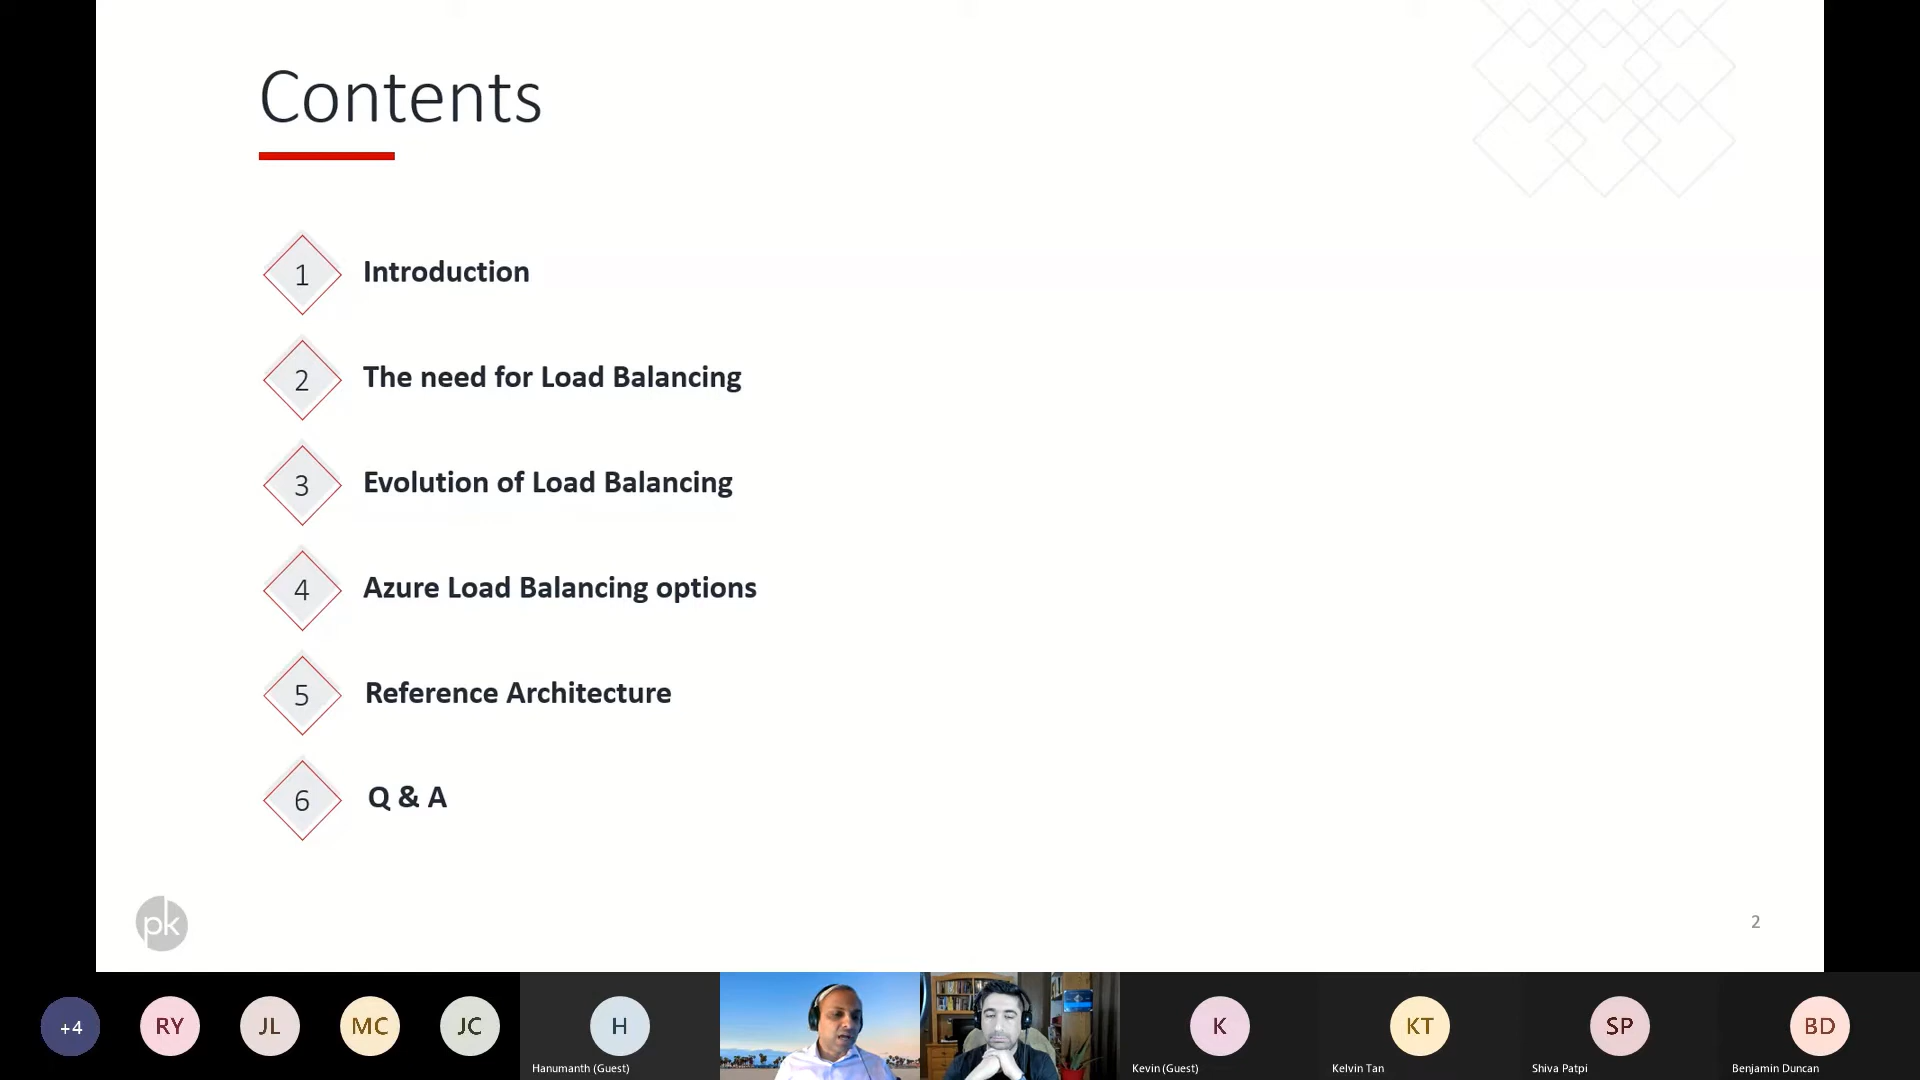 Contents
1 Introduction
2 The need for Load Balancing
3 Evolution of Load Balancing
4 Azure Load Balancing options
5 Reference Architecture
6 Q & A
pk
2
+4
RY
JL
MC
JC
H
Hanumanth (Guest)
K
Kevin (Guest)
KT
Kelvin Tan
SP
Shiva Patpi
BD
Benjamin Duncan